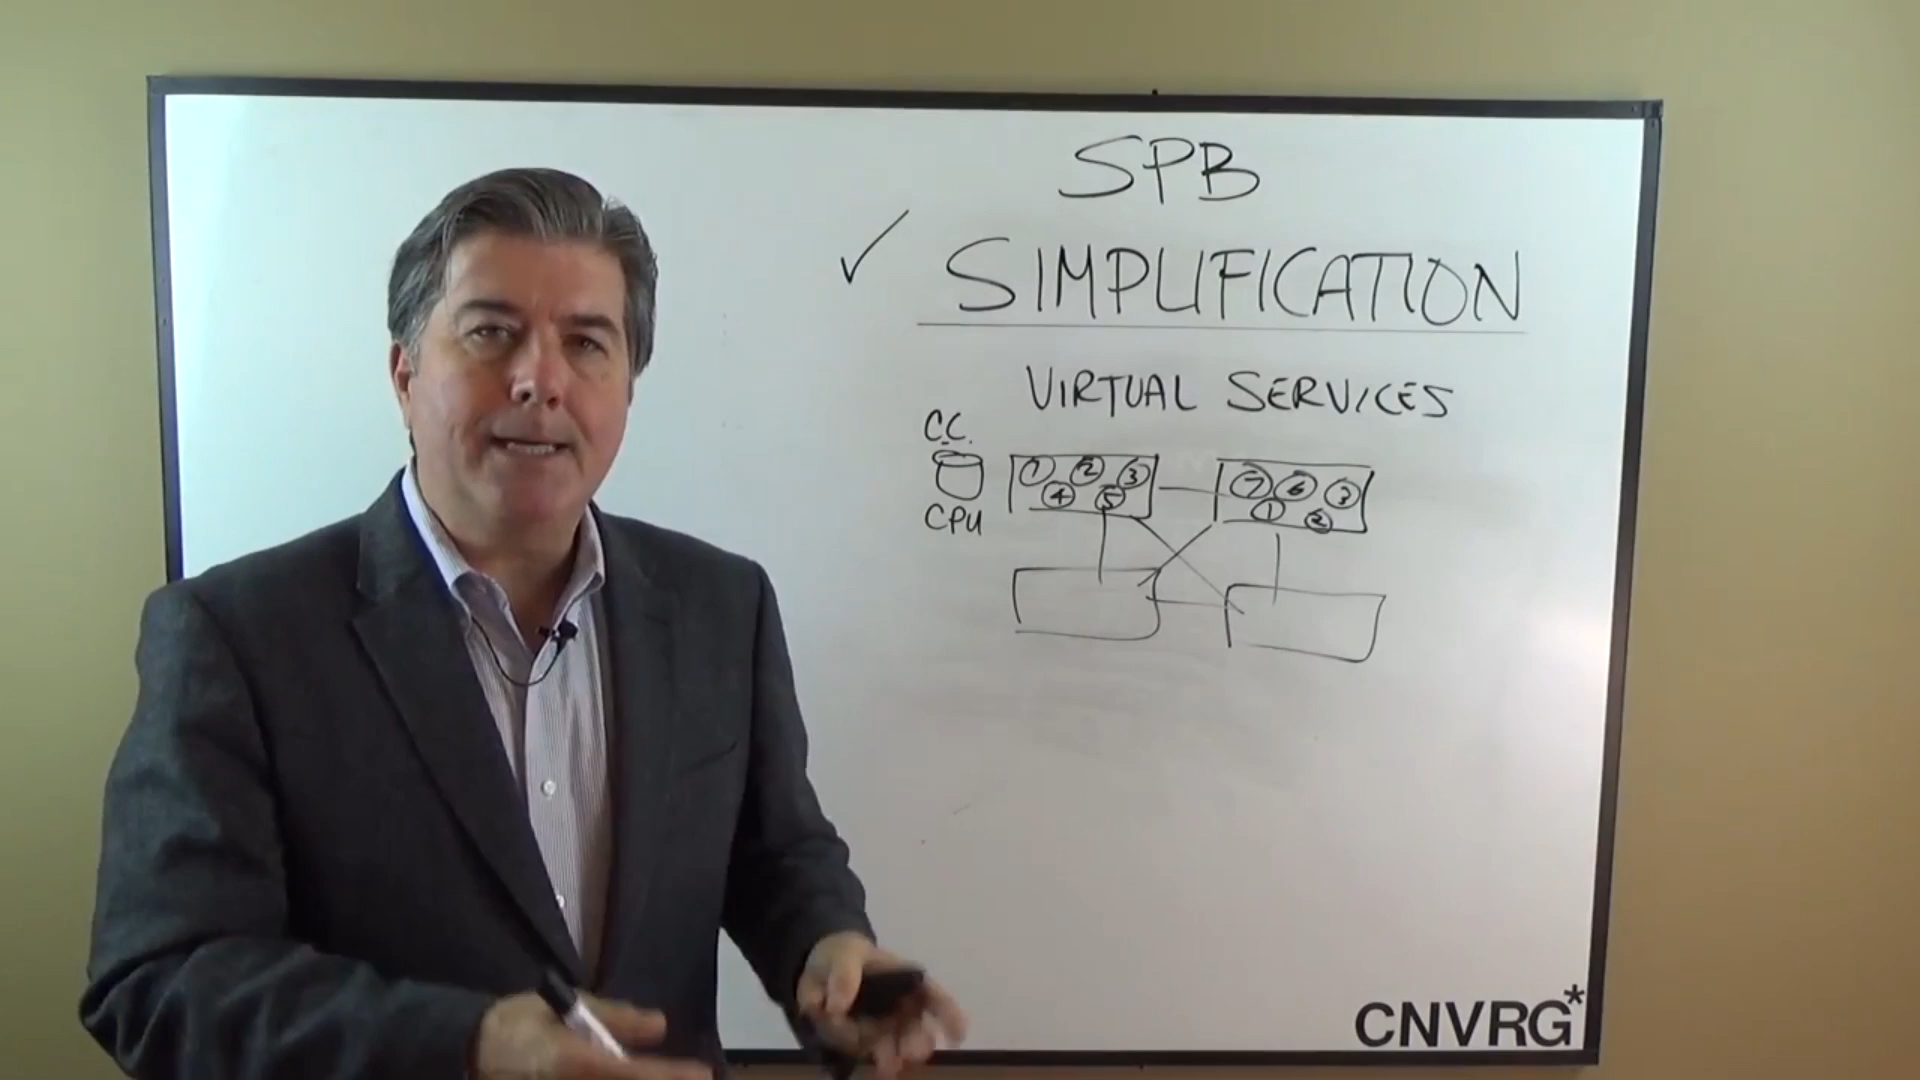 SPB
✓ SIMPLIFICATION
VIRTUAL SERVICES
C.C.
1 2 3
4 5
7 6 3
1 2
CPU
CNVRG*